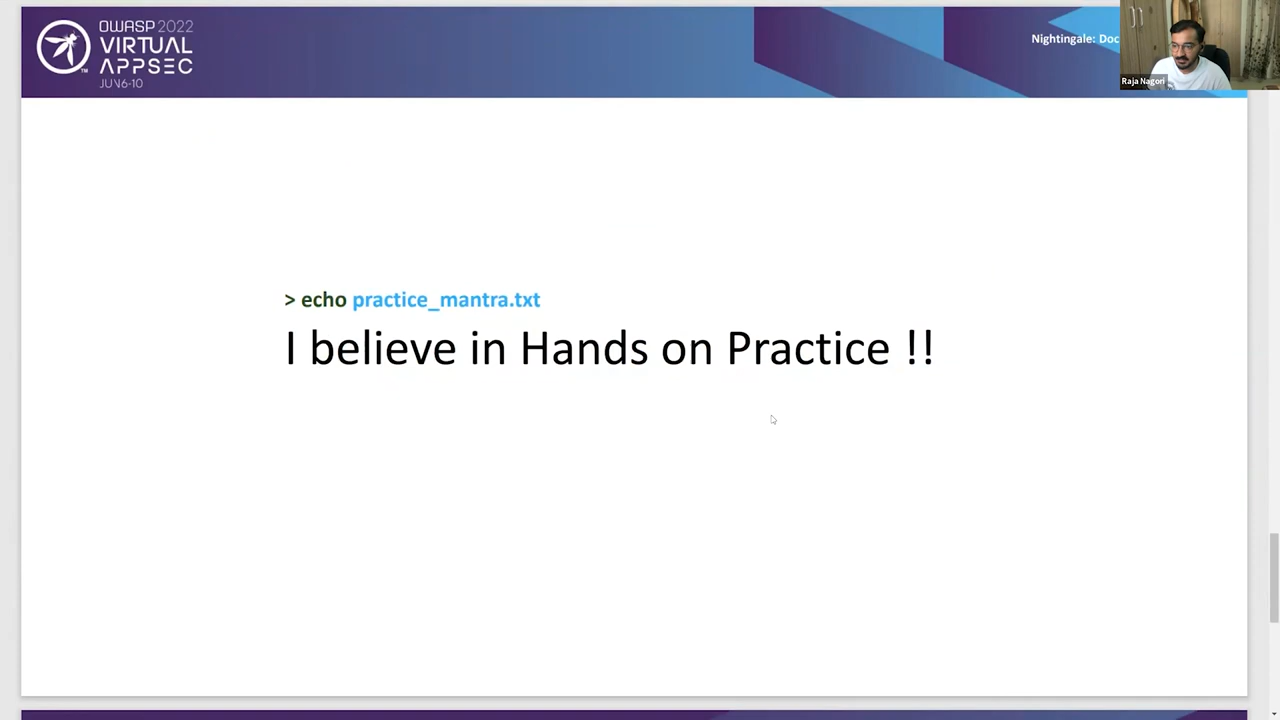 OWASP 2022
VIRTUAL
APPSEC
JUN 6-10
Nightingale: Doc
Raja Nagori
> echo practice_mantra.txt
I believe in Hands on Practice !!